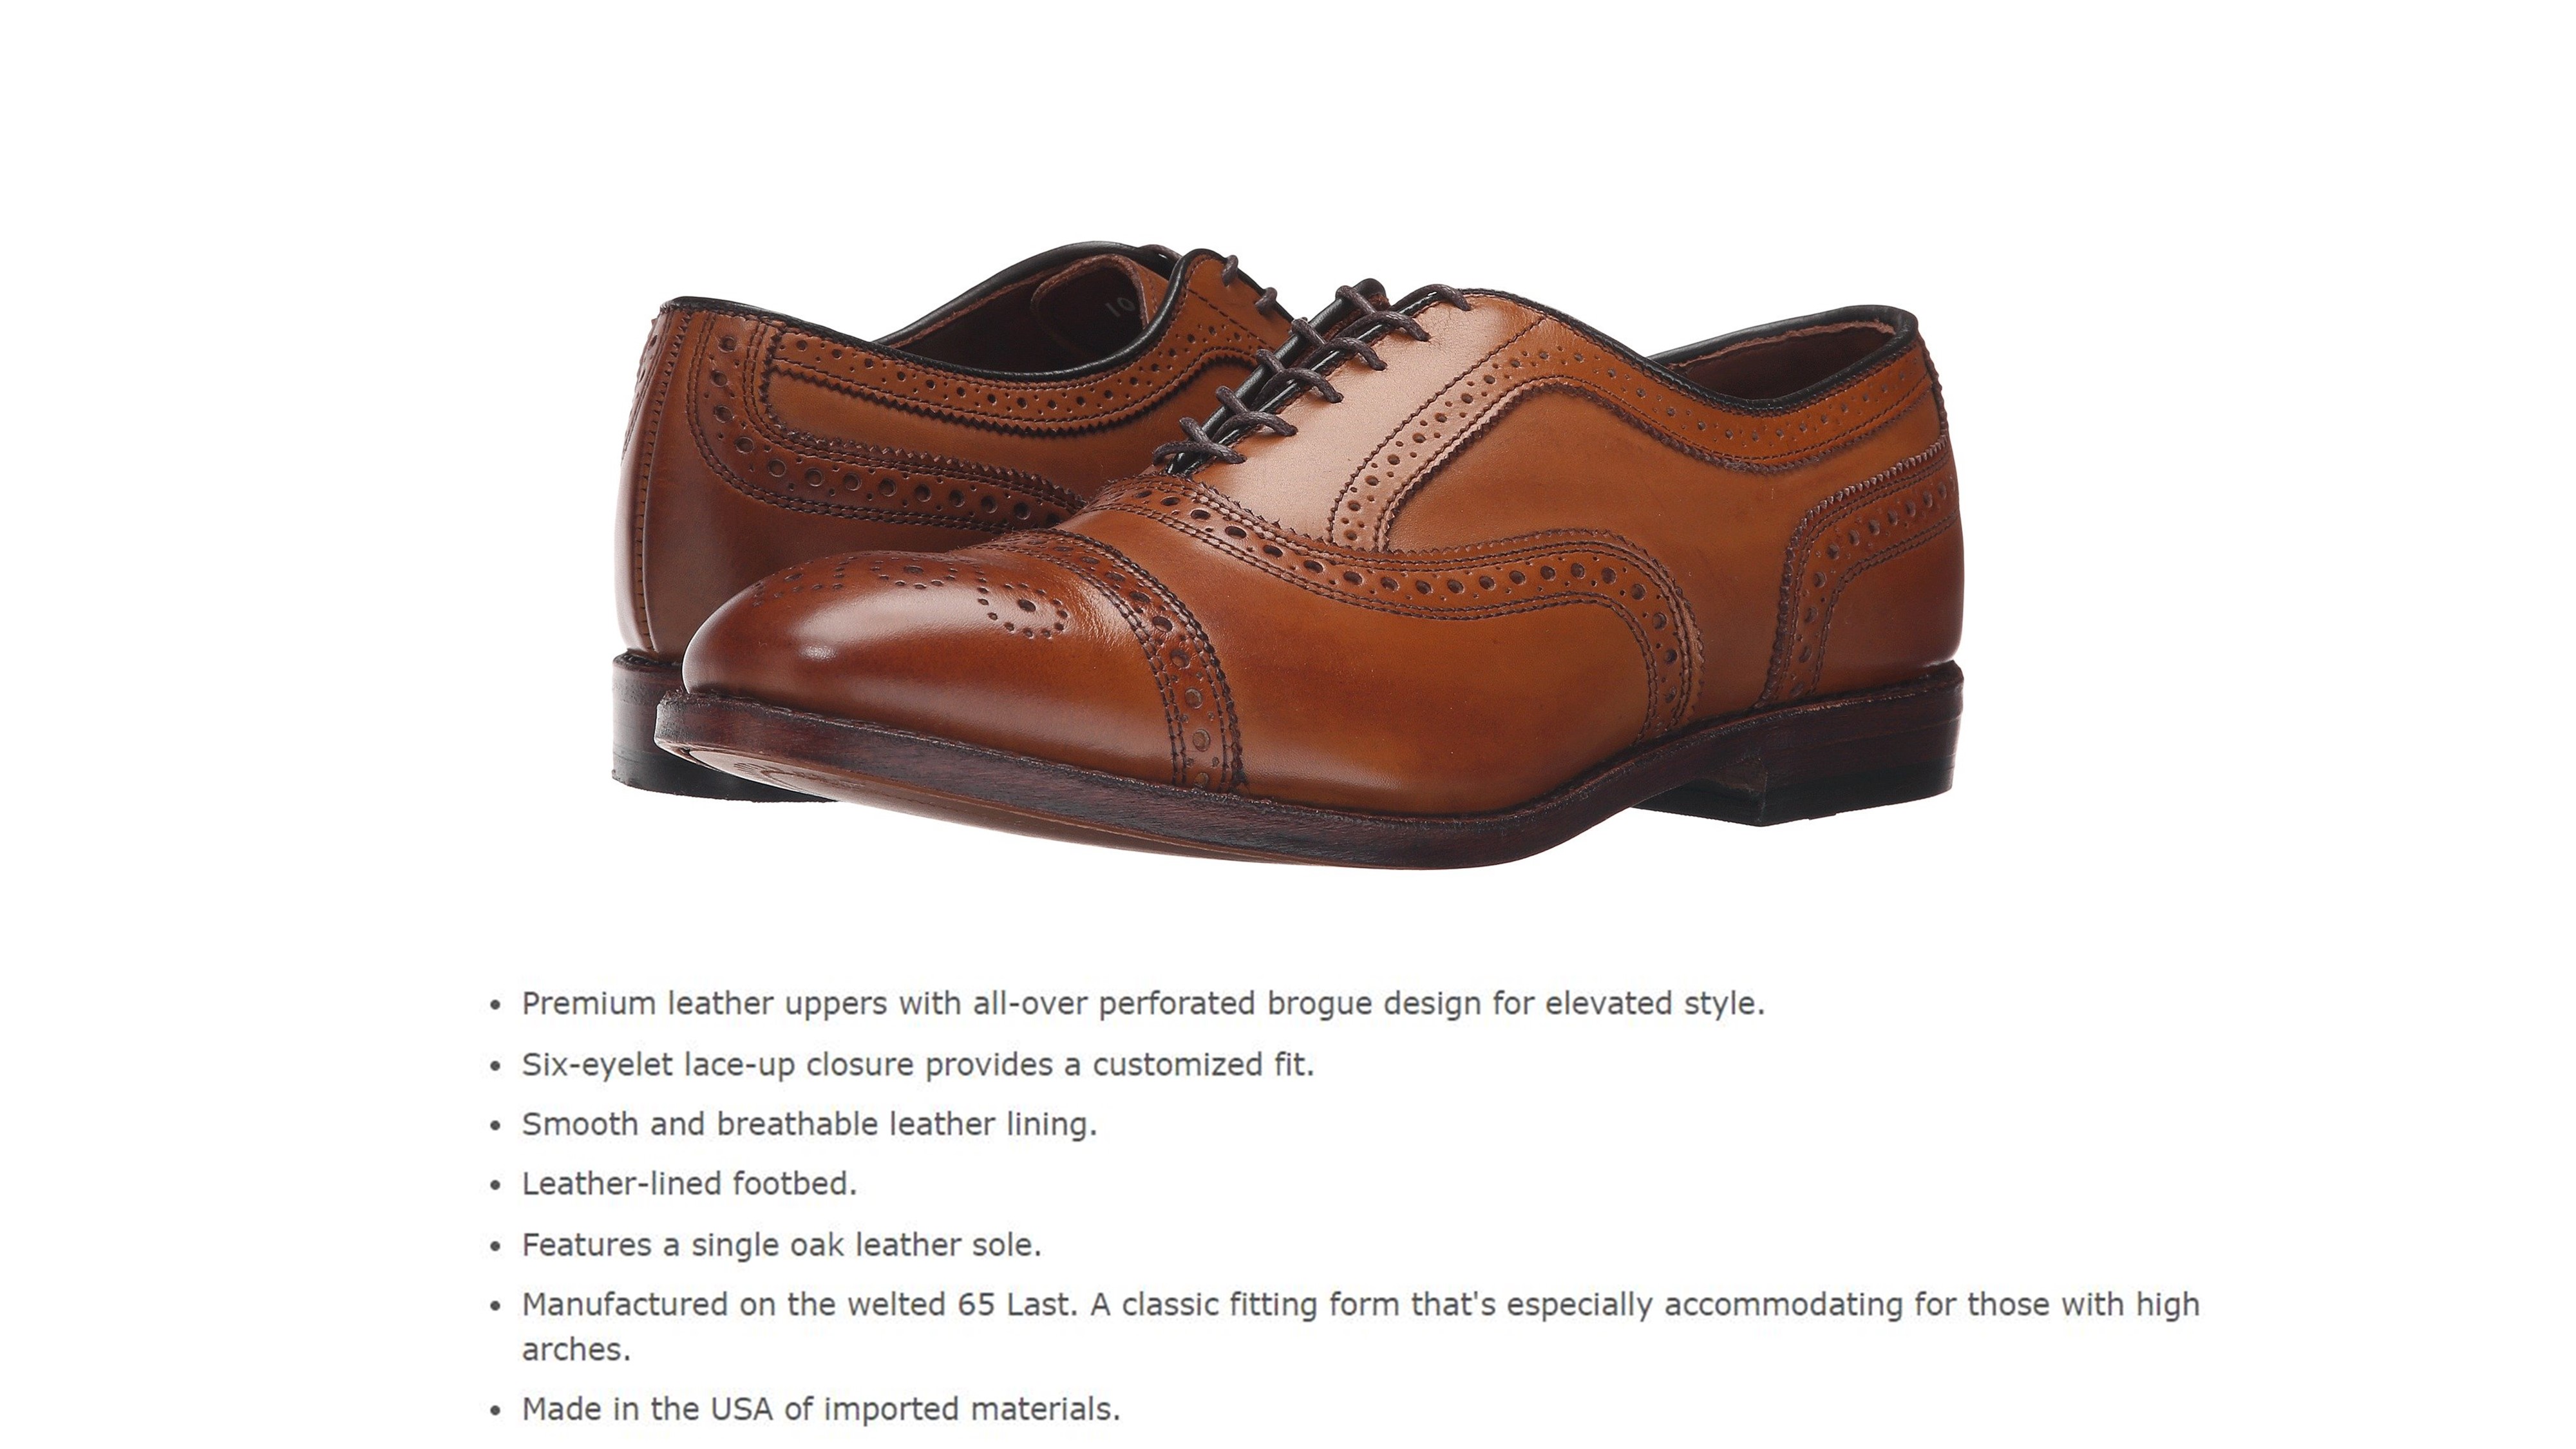 10
Premium leather uppers with all-over perforated brogue design for elevated style.
Six-eyelet lace-up closure provides a customized fit.
Smooth and breathable leather lining.
Leather-lined footbed.
Features a single oak leather sole.
Manufactured on the welted 65 Last. A classic fitting form that's especially accommodating for those with high
arches.
Made in the USA of imported materials.